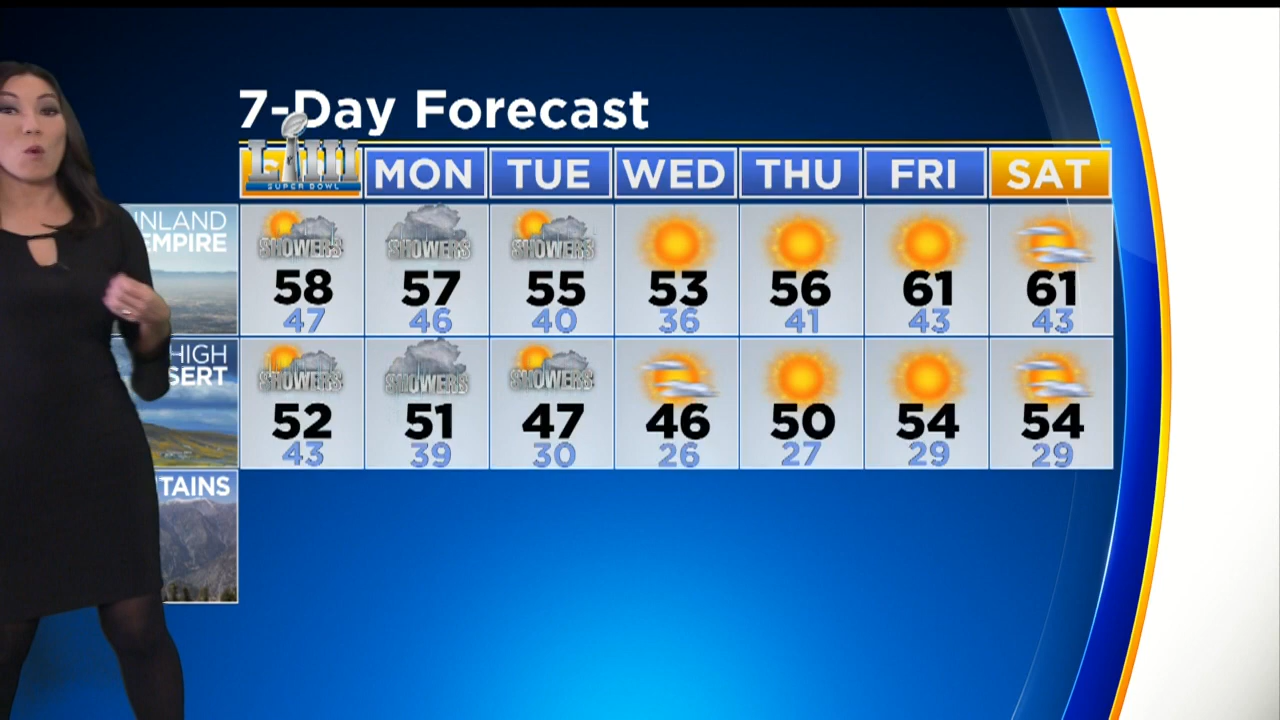 7-Day Forecast
LIII MON TUE WED THU FRI SAT
SUPER BOWL
INLAND
EMPIRE
SHOWERS SHOWERS SHOWERS
58 57 55 53 56 61 61
47 46 40 36 41 43 43
HIGH
SERT
SHOWERS SHOWERS SHOWERS
52 51 47 46 50 54 54
43 39 30 26 27 29 29
TAINS